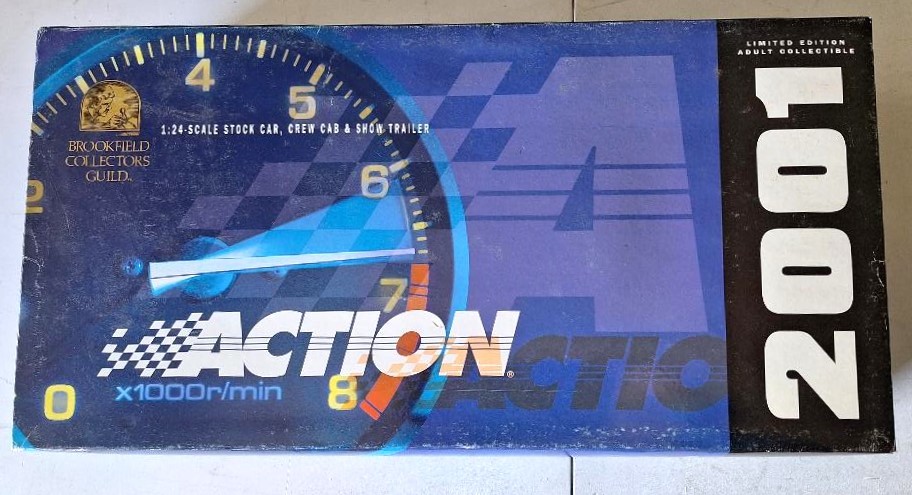 LIMITED EDITION
ADULT COLLECTIBLE
2001
4
5
1:24-SCALE STOCK CAR, CREW CAB & SHOW TRAILER
BROOKFIELD
COLLECTORS
GUILD™
6
2
7
A
ACTION®
ACTIO
x1000r/min
0
8